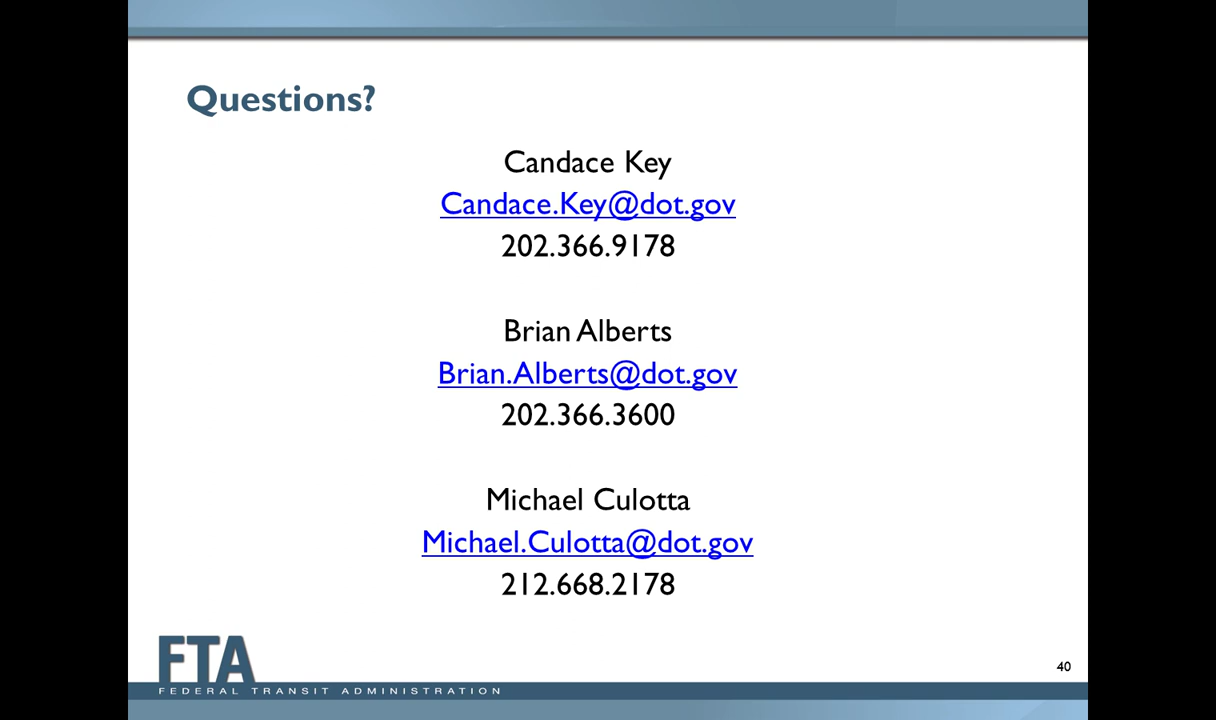 Questions?
Candace Key
Candace.Key@dot.gov
202.366.9178
Brian Alberts
Brian.Alberts@dot.gov
202.366.3600
Michael Culotta
Michael.Culotta@dot.gov
212.668.2178
FTA
40
FEDERAL TRANSIT ADMINISTRATION